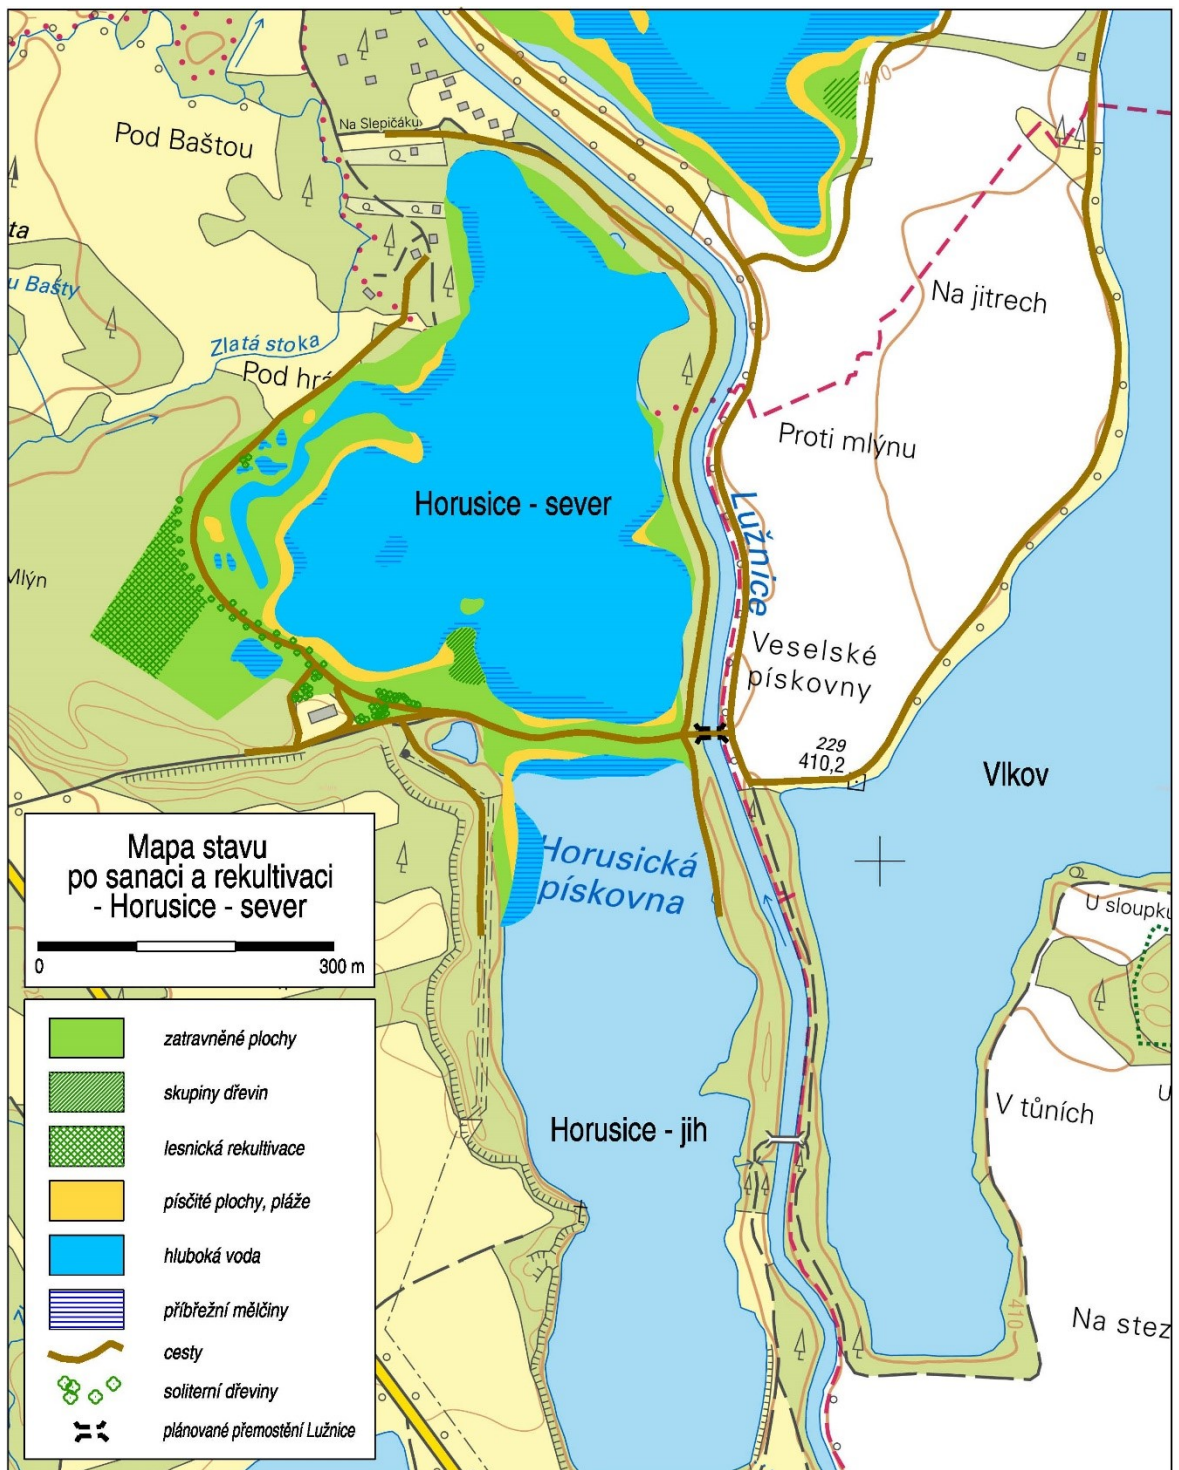 410
Na Slepičáku
Pod Baštou
ta
u Bašty
Na jitrech
Zlatá stoka
Pod hrá
Proti mlýnu
Horusice - sever
Lužnice
Mlýn
Veselské
pískovny
229
410,2
Vlkov
Mapa stavu
po sanaci a rekultivaci
- Horusice - sever
0 300 m
Horusická
pískovna
U sloupku
zatravněné plochy
skupiny dřevin
lesnická rekultivace
písčité plochy, pláže
hluboká voda
příbřežní mělčiny
cesty
soliterní dřeviny
plánované přemostění Lužnice
U
V tůních
Horusice - jih
410
Na stez